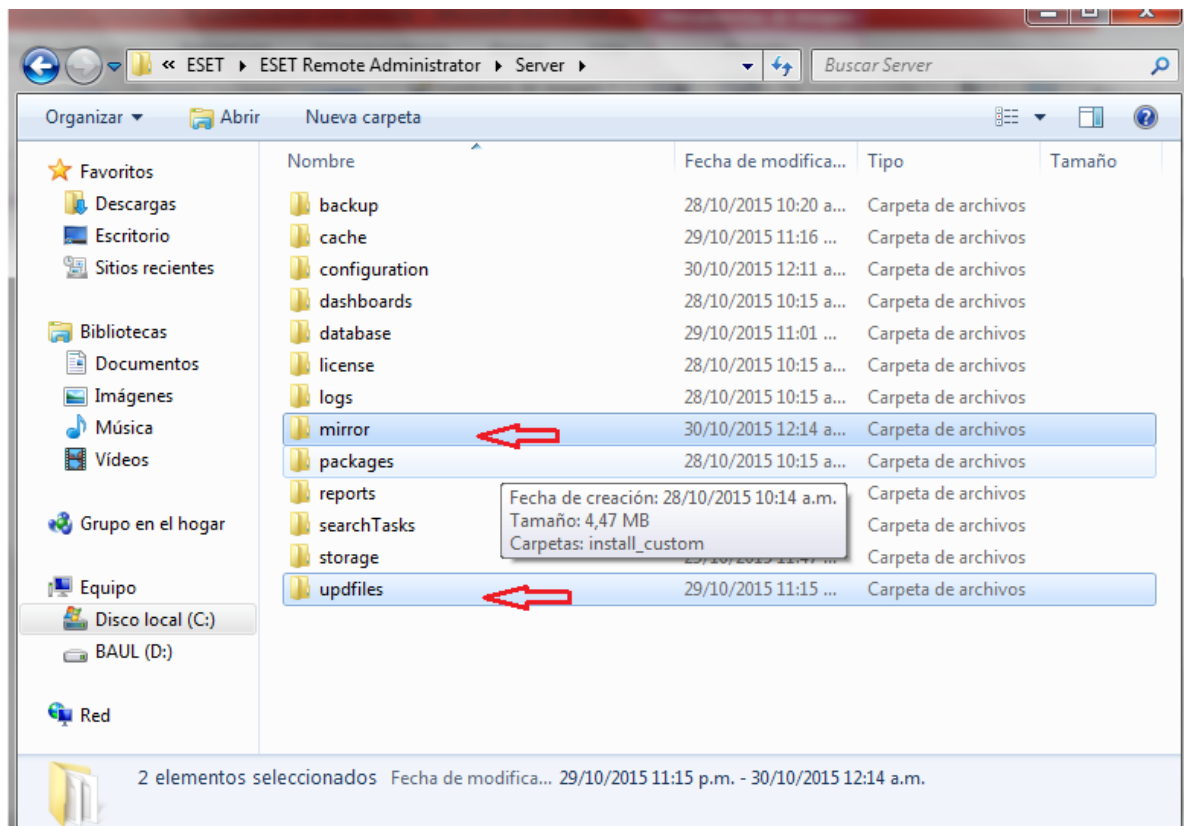 « ESET ▸ ESET Remote Administrator ▸ Server ▸ Buscar Server
Organizar Abrir Nueva carpeta
Favoritos
Descargas
Escritorio
Sitios recientes
Bibliotecas
Documentos
Imágenes
Música
Vídeos
Grupo en el hogar
Equipo
Disco local (C:)
BAUL (D:)
Red
Nombre Fecha de modifica... Tipo Tamaño
backup 28/10/2015 10:20 a... Carpeta de archivos
cache 29/10/2015 11:16 ... Carpeta de archivos
configuration 30/10/2015 12:11 a... Carpeta de archivos
dashboards 28/10/2015 10:15 a... Carpeta de archivos
database 29/10/2015 11:01 ... Carpeta de archivos
license 28/10/2015 10:15 a... Carpeta de archivos
logs 28/10/2015 10:15 a... Carpeta de archivos
mirror 30/10/2015 12:14 a... Carpeta de archivos
packages 28/10/2015 10:15 a... Carpeta de archivos
reports Carpeta de archivos
searchTasks Carpeta de archivos
storage Carpeta de archivos
updfiles 29/10/2015 11:15 ... Carpeta de archivos
Fecha de creación: 28/10/2015 10:14 a.m.
Tamaño: 4,47 MB
Carpetas: install_custom
2 elementos seleccionados Fecha de modifica... 29/10/2015 11:15 p.m. - 30/10/2015 12:14 a.m.